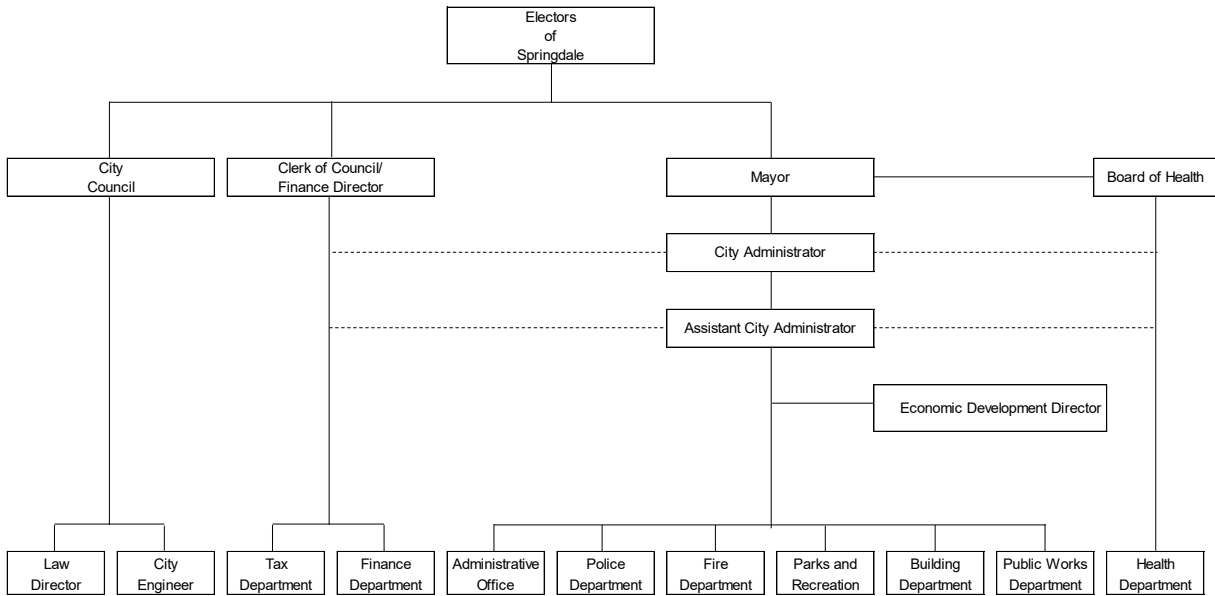 Electors
of
Springdale
City
Council
Clerk of Council/
Finance Director
Mayor
Board of Health
City Administrator
Assistant City Administrator
Economic Development Director
Law
Director
City
Engineer
Tax
Department
Finance
Department
Administrative
Office
Police
Department
Fire
Department
Parks and
Recreation
Building
Department
Public Works
Department
Health
Department